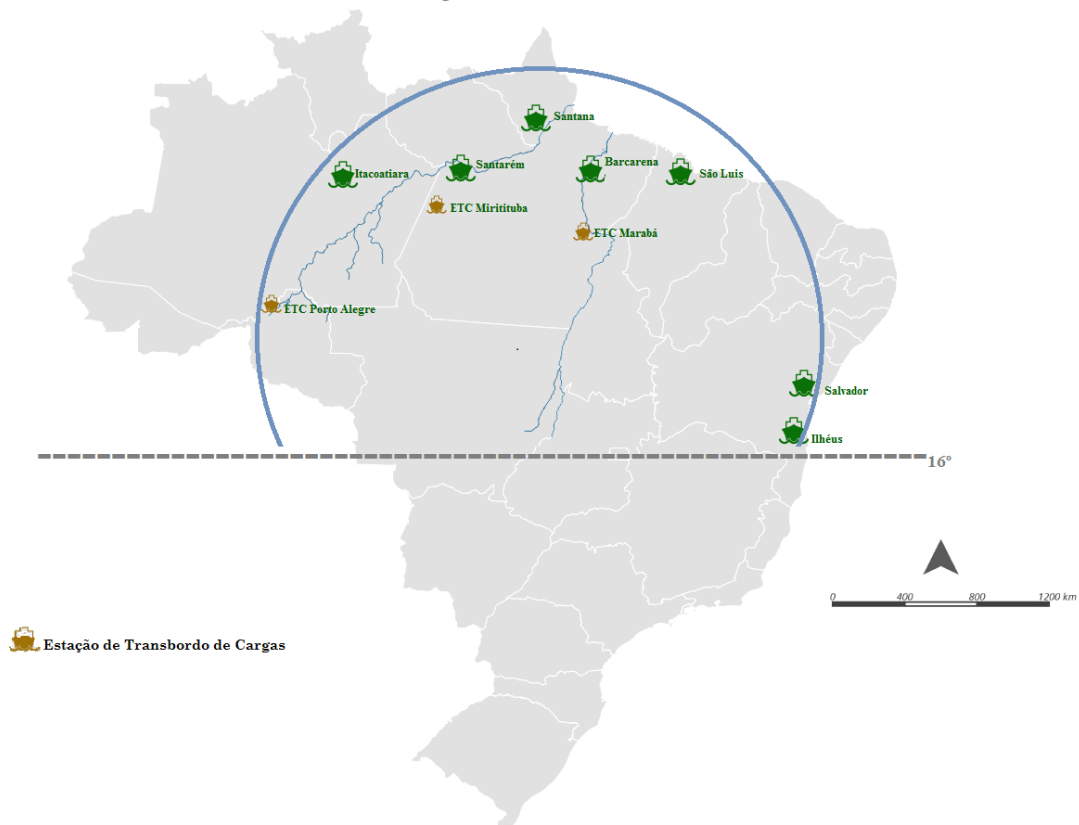 Santana
Itacoatiara
Santarém
Barcarena
São Luis
ETC Miritituba
ETC Marabá
ETC Porto Alegre
Salvador
Ilhéus
16º
0 400 800 1200 km
Estação de Transbordo de Cargas